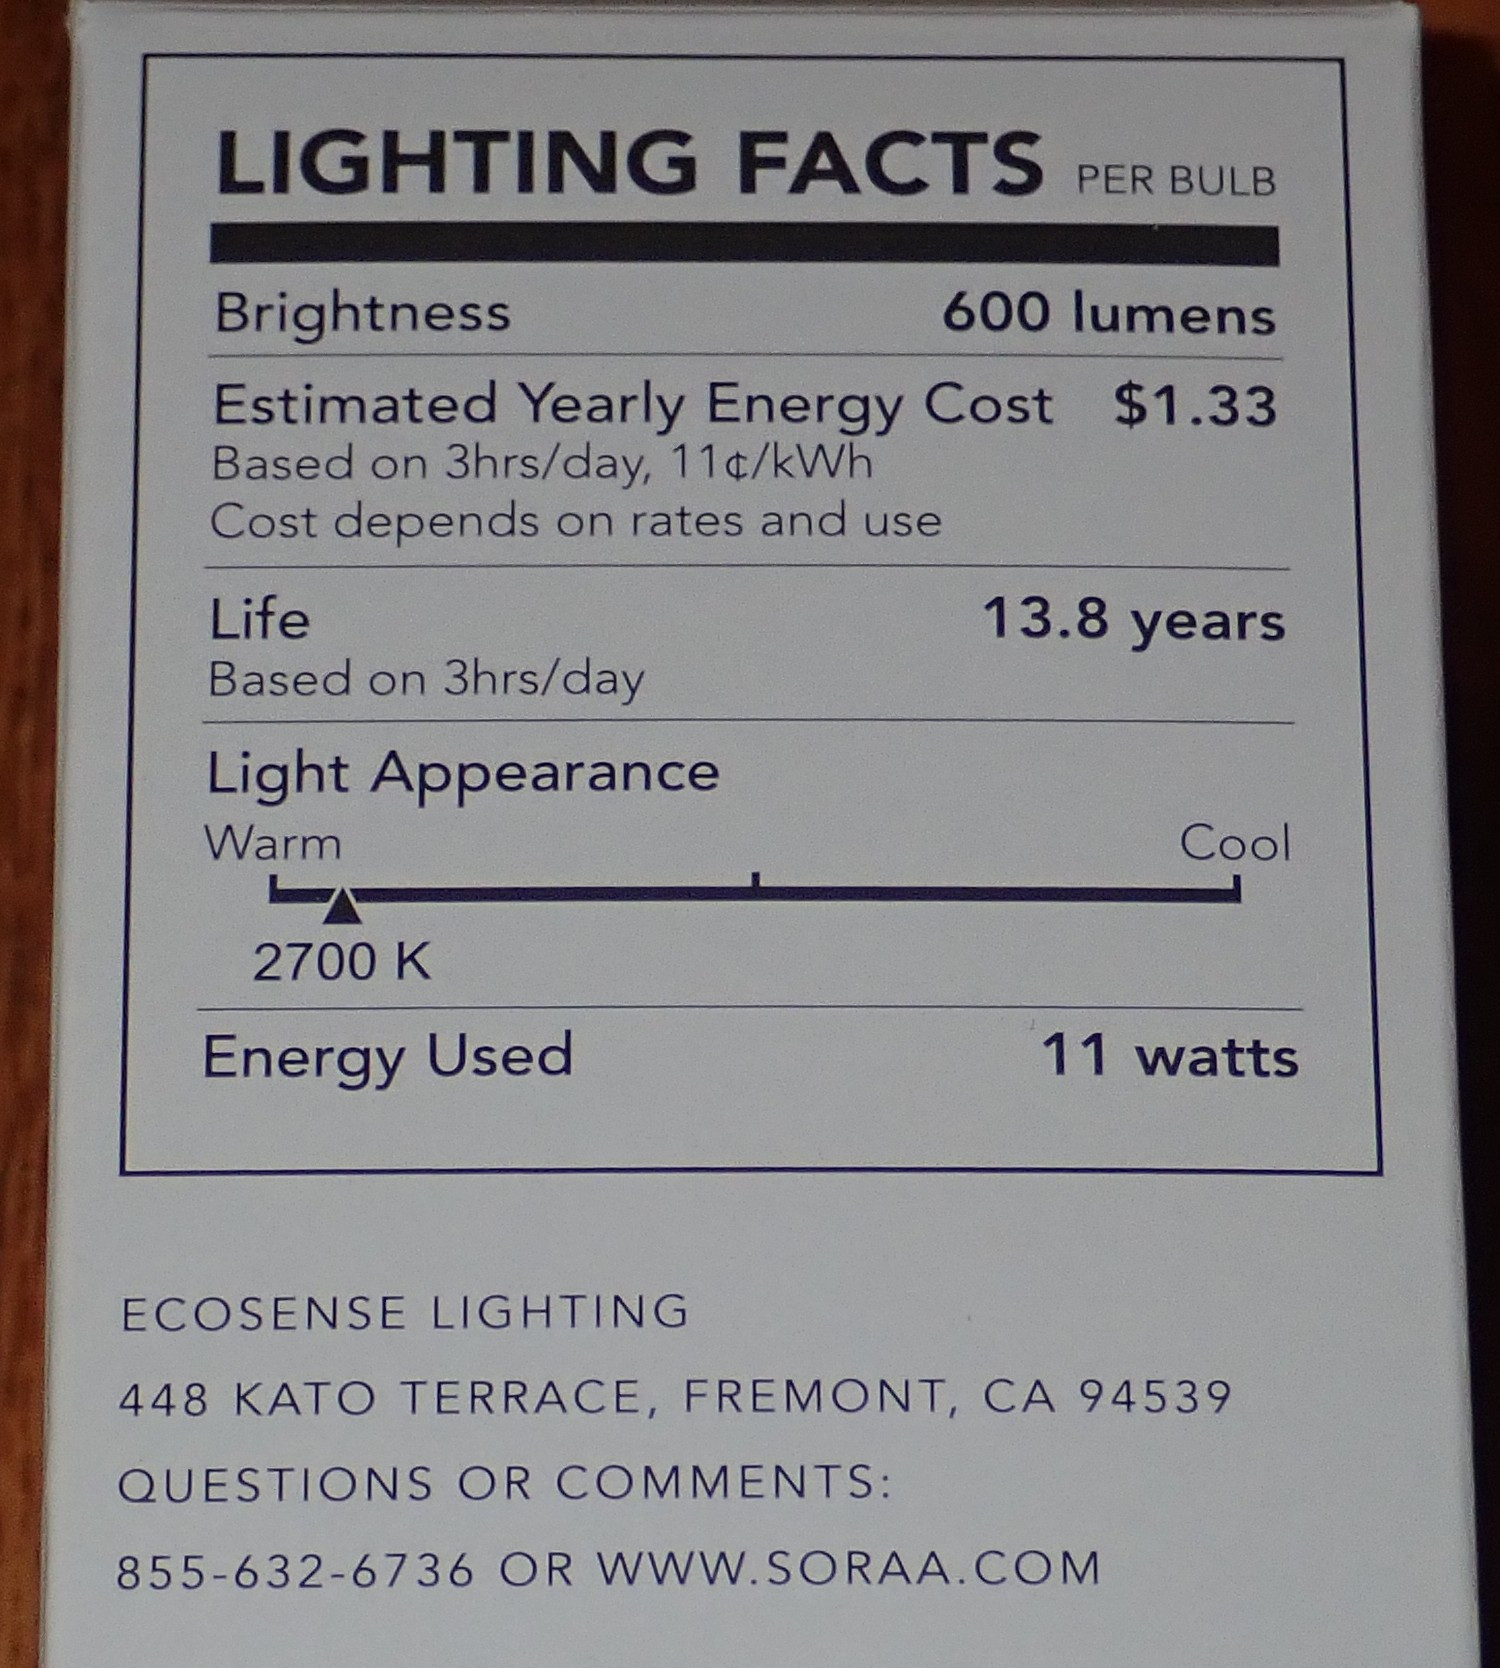 LIGHTING FACTS PER BULB
Brightness 600 lumens
Estimated Yearly Energy Cost $1.33
Based on 3hrs/day, 11¢/kWh
Cost depends on rates and use
Life 13.8 years
Based on 3hrs/day
Light Appearance
Warm Cool
2700 K
Energy Used 11 watts
ECOSENSE LIGHTING
448 KATO TERRACE, FREMONT, CA 94539
QUESTIONS OR COMMENTS:
855-632-6736 OR WWW.SORAA.COM